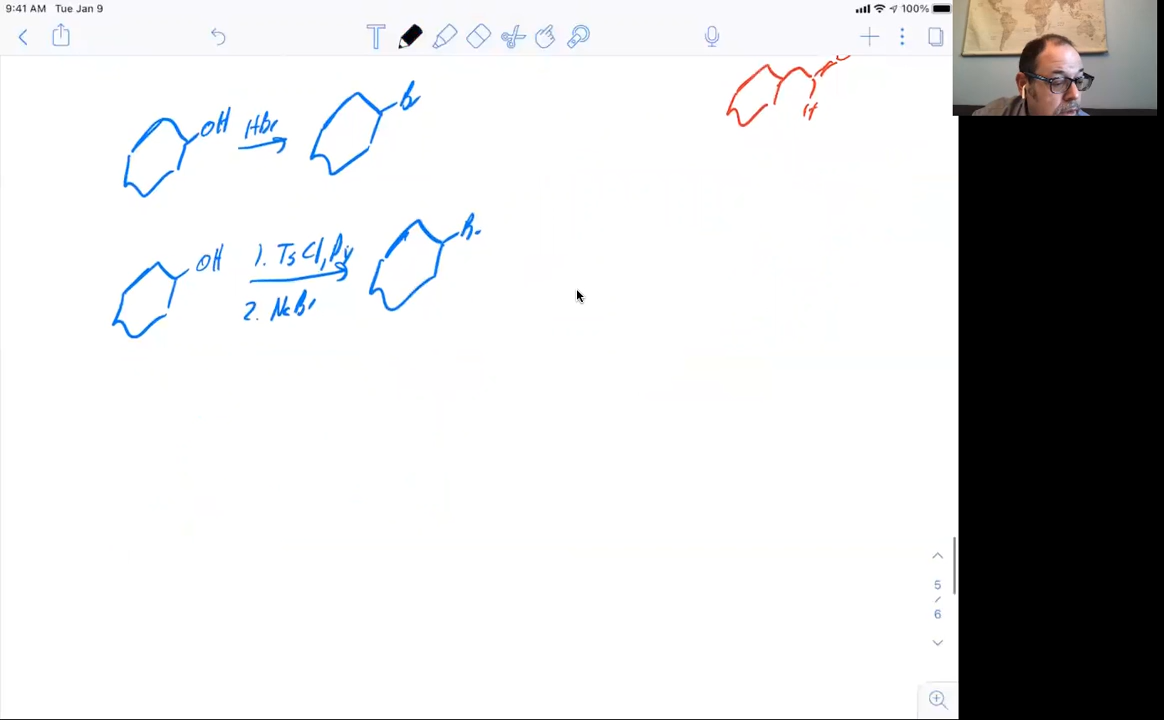 9:41 AM Tue Jan 9
100%
T
OH HBr Br
H
OH 1. TsCl, Py Br
2. NaBr
5
/
6